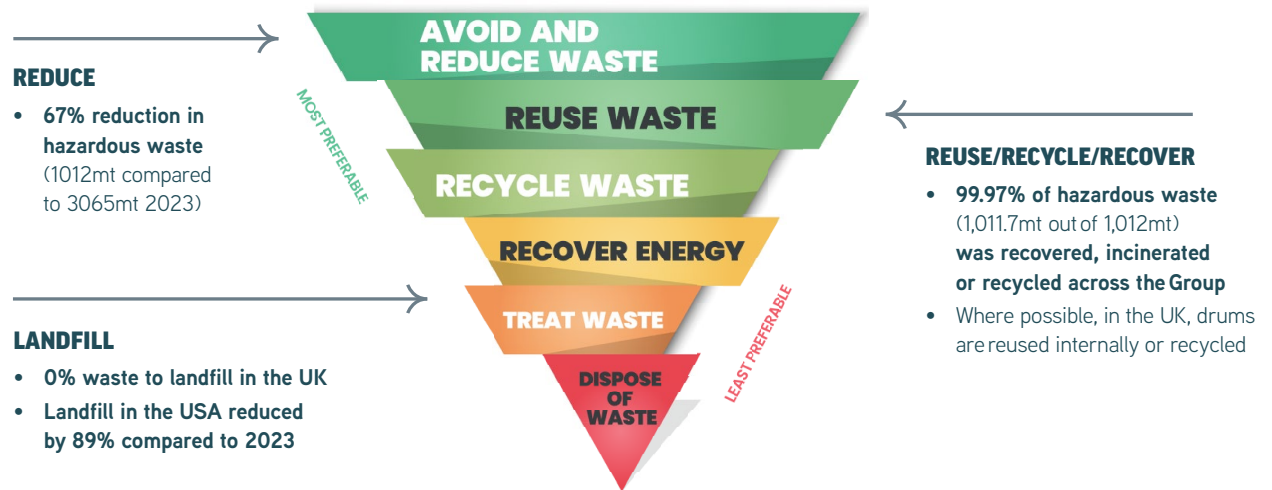 REDUCE
• 67% reduction in
hazardous waste
(1012mt compared
to 3065mt 2023)
LANDFILL
• 0% waste to landfill in the UK
• Landfill in the USA reduced
by 89% compared to 2023
MOST PREFERABLE
AVOID AND
REDUCE WASTE
REUSE WASTE
RECYCLE WASTE
RECOVER ENERGY
TREAT WASTE
DISPOSE
OF
WASTE
LEAST PREFERABLE
REUSE/RECYCLE/RECOVER
• 99.97% of hazardous waste
(1,011.7mt out of 1,012mt)
was recovered, incinerated
or recycled across the Group
• Where possible, in the UK, drums
are reused internally or recycled